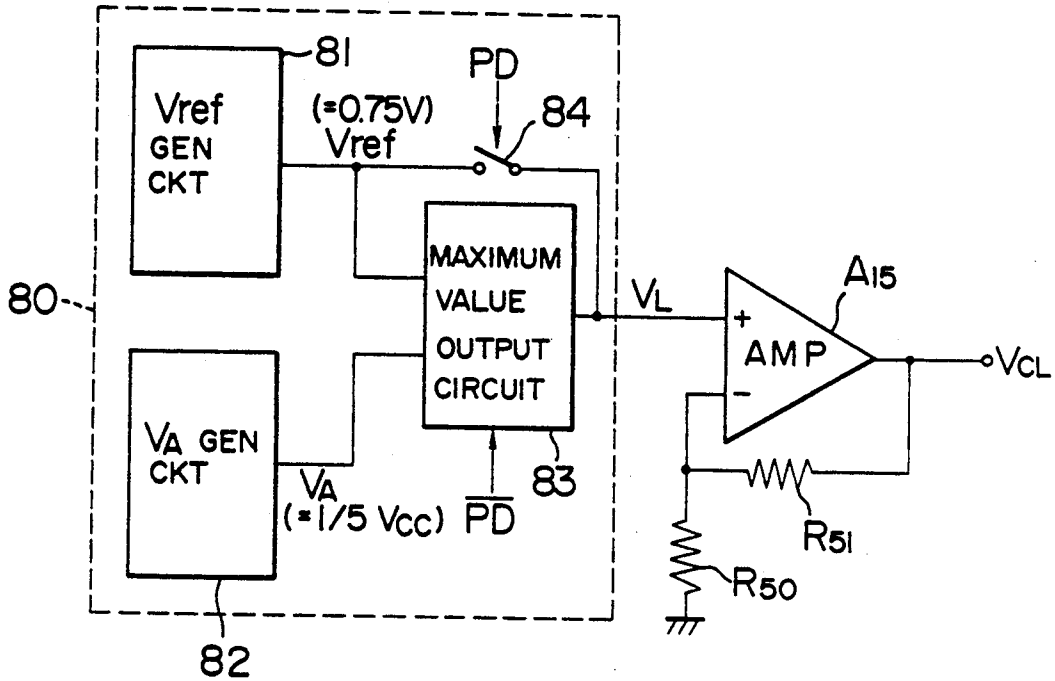 81
Vref
GEN
CKT
(=0.75V)
Vref
PD
84
MAXIMUM
VALUE
OUTPUT
CIRCUIT
80
VA GEN
CKT
VA
(=1/5 VCC)
PD
83
82
VL
A15
+
AMP
-
VCL
R51
R50